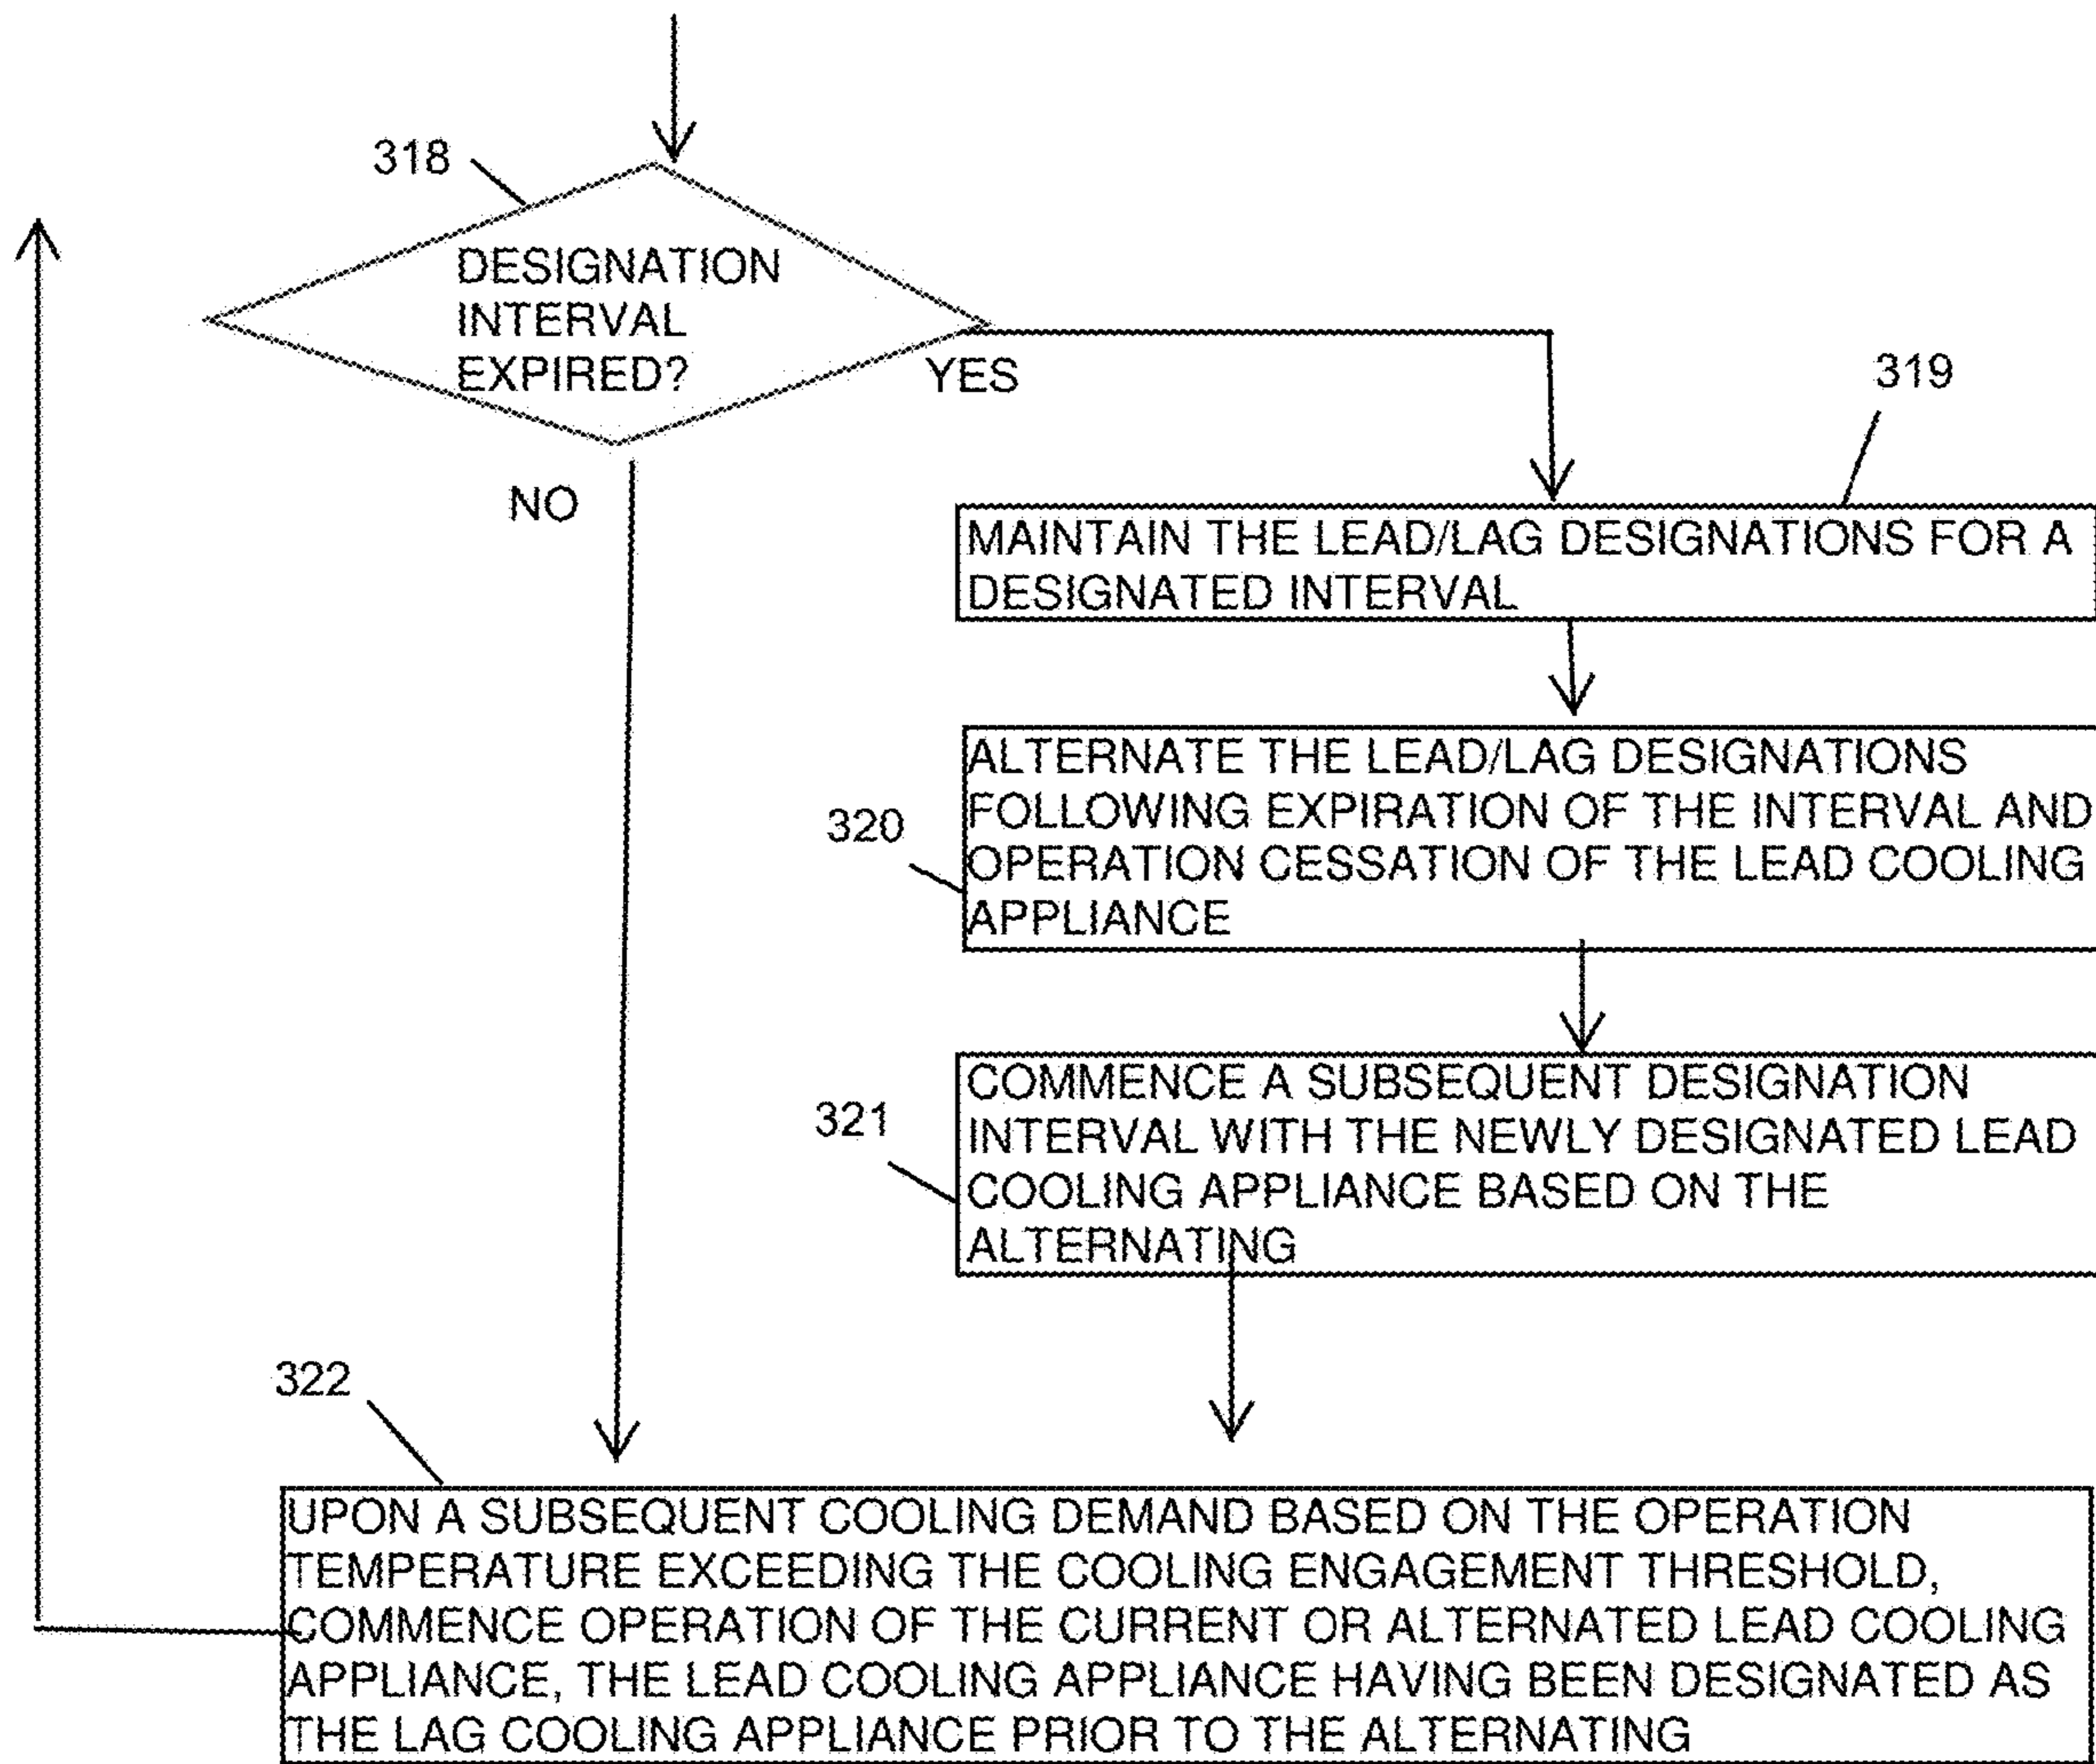 318
DESIGNATION
INTERVAL
EXPIRED?
YES
NO
319
MAINTAIN THE LEAD/LAG DESIGNATIONS FOR A
DESIGNATED INTERVAL
320
ALTERNATE THE LEAD/LAG DESIGNATIONS
FOLLOWING EXPIRATION OF THE INTERVAL AND
OPERATION CESSATION OF THE LEAD COOLING
APPLIANCE
321
COMMENCE A SUBSEQUENT DESIGNATION
INTERVAL WITH THE NEWLY DESIGNATED LEAD
COOLING APPLIANCE BASED ON THE
ALTERNATING
322
UPON A SUBSEQUENT COOLING DEMAND BASED ON THE OPERATION
TEMPERATURE EXCEEDING THE COOLING ENGAGEMENT THRESHOLD,
COMMENCE OPERATION OF THE CURRENT OR ALTERNATED LEAD COOLING
APPLIANCE, THE LEAD COOLING APPLIANCE HAVING BEEN DESIGNATED AS
THE LAG COOLING APPLIANCE PRIOR TO THE ALTERNATING